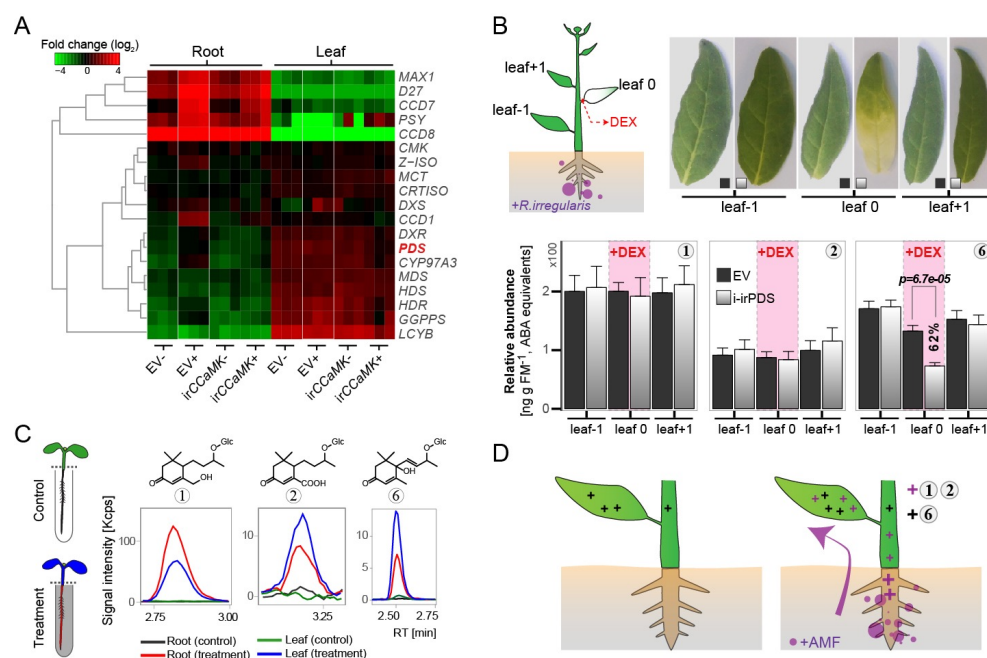 A
Fold change (log2)
-4 0 4
Root Leaf
MAX1
D27
CCD7
PSY
CCD8
CMK
Z-ISO
MCT
CRTISO
DXS
CCD1
DXR
PDS
CYP97A3
MDS
HDS
HDR
GGPPS
LCYB
EV- EV+ irCCaMK- irCCaMK+ EV- EV+ irCCaMK- irCCaMK+
B
leaf+1
leaf 0
leaf-1
DEX
+R.irregularis
leaf-1 leaf 0 leaf+1
Relative abundance
[ng g FM-1, ABA equivalents]
x100
2
1
0
+DEX 1
leaf-1 leaf 0 leaf+1
+DEX 2
EV
i-irPDS
leaf-1 leaf 0 leaf+1
+DEX 6
p=6.7e-05
62%
leaf-1 leaf 0 leaf+1
C
Control
Treatment
Glc
O
O
OH
1
Glc
O
O
COOH
2
Glc
O
O
OH
6
Signal intensity [Kcps]
100
0
2.75 3.00
10
0
3.25
10
5
0
2.50 2.75
RT [min]
Root (control)
Root (treatment)
Leaf (control)
Leaf (treatment)
D
+ 1 2
+ 6
+AMF